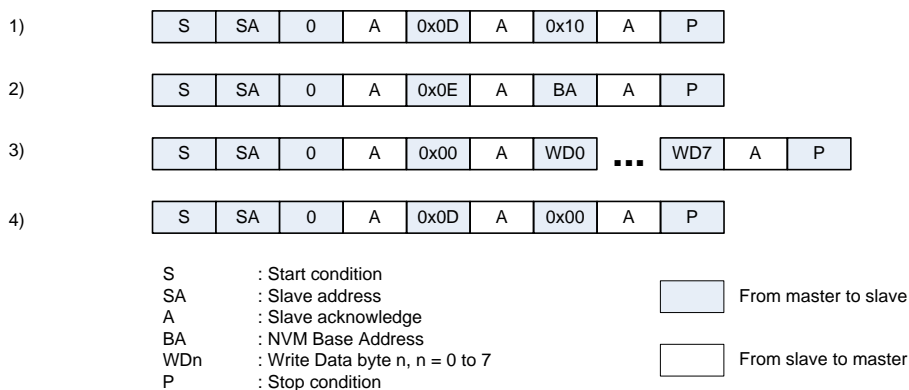 1) S SA 0 A 0x0D A 0x10 A P
2) S SA 0 A 0x0E A BA A P
3) S SA 0 A 0x00 A WD0 ... WD7 A P
4) S SA 0 A 0x0D A 0x00 A P
S : Start condition
SA : Slave address
A : Slave acknowledge
BA : NVM Base Address
WDn : Write Data byte n, n = 0 to 7
P : Stop condition
From master to slave
From slave to master